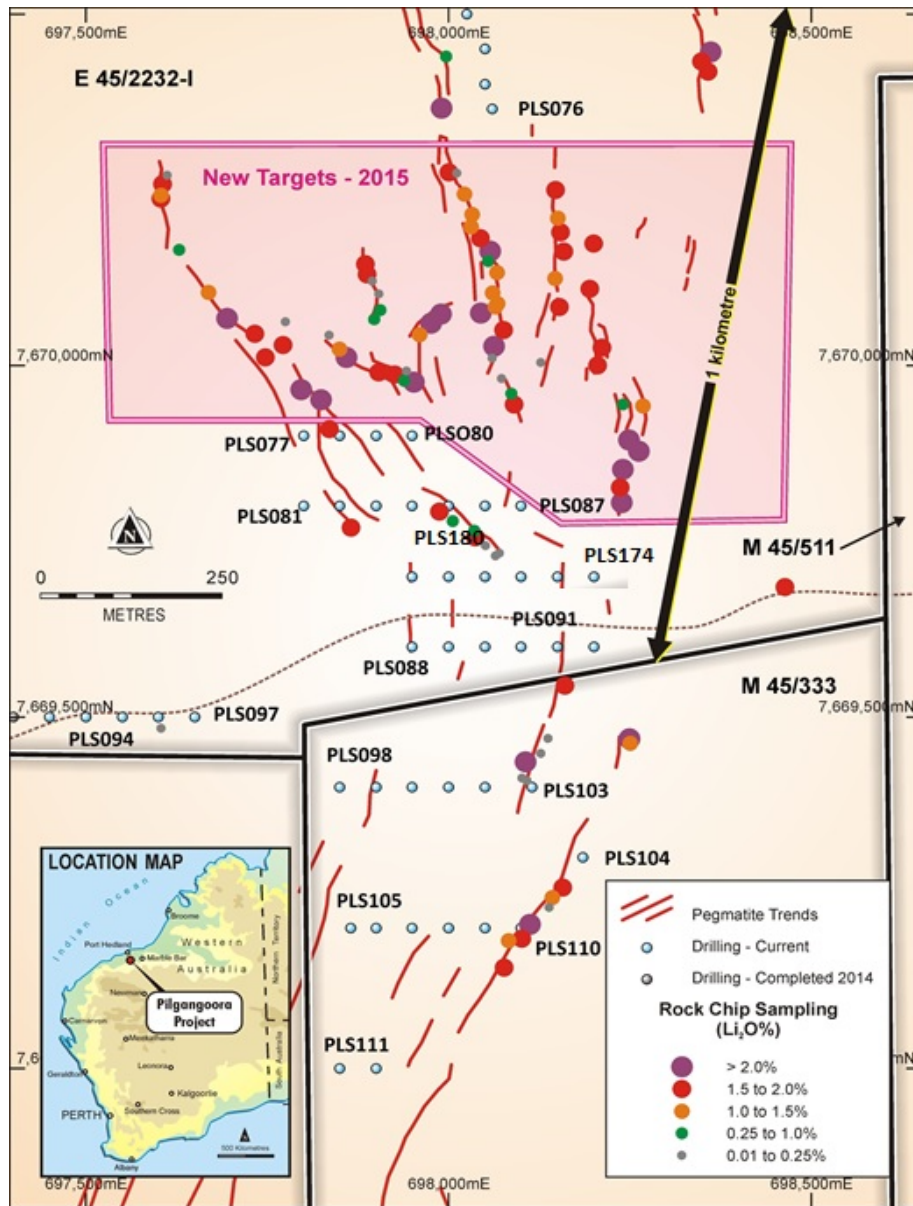 697,500mE
698,000mE
698,500mE
E 45/2232-I
PLS076
New Targets - 2015
1 kilometre
7,670,000mN
7,670,000mN
PLS077
PLSO80
PLS081
PLS087
PLS180
PLS174
N
0 250
METRES
M 45/511
PLS091
PLS088
M 45/333
7,669,500mN
7,669,500mN
PLS097
PLS094
PLS098
PLS103
PLS104
PLS105
PLS110
PLS111
LOCATION MAP
Indian Ocean
Broome
Port Hedland
Marble Bar
Western
Australia
Northern Territory
Newman
Pilgangoora
Project
Carnarvon
Meekatharra
South Australia
Geraldton
Leonora
Kalgoorlie
PERTH
Southern Cross
Albany
500 Kilometres
Pegmatite Trends
Drilling - Current
Drilling - Completed 2014
Rock Chip Sampling
(Li₂O%)
> 2.0%
1.5 to 2.0%
1.0 to 1.5%
0.25 to 1.0%
0.01 to 0.25%
697,500mE
698,000mE
698,500mE